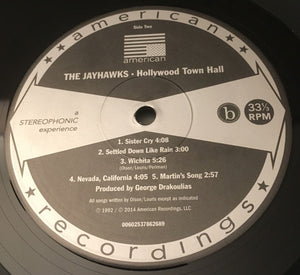 american
Side Two
american
THE JAYHAWKS • Hollywood Town Hall
a
STEREOPHONIC
experience
b
33⅓
RPM
1. Sister Cry 4:08
2. Settled Down Like Rain 3:00
3. Wichita 5:26
(Olson/Louris/Perlman)
4. Nevada, California 4:05 5. Martin's Song 2:57
Produced by George Drakoulias
All songs written by Olson/Louris except as indicated
℗ 1992 / © 2014 American Recordings, LLC
00602537862689
recordings